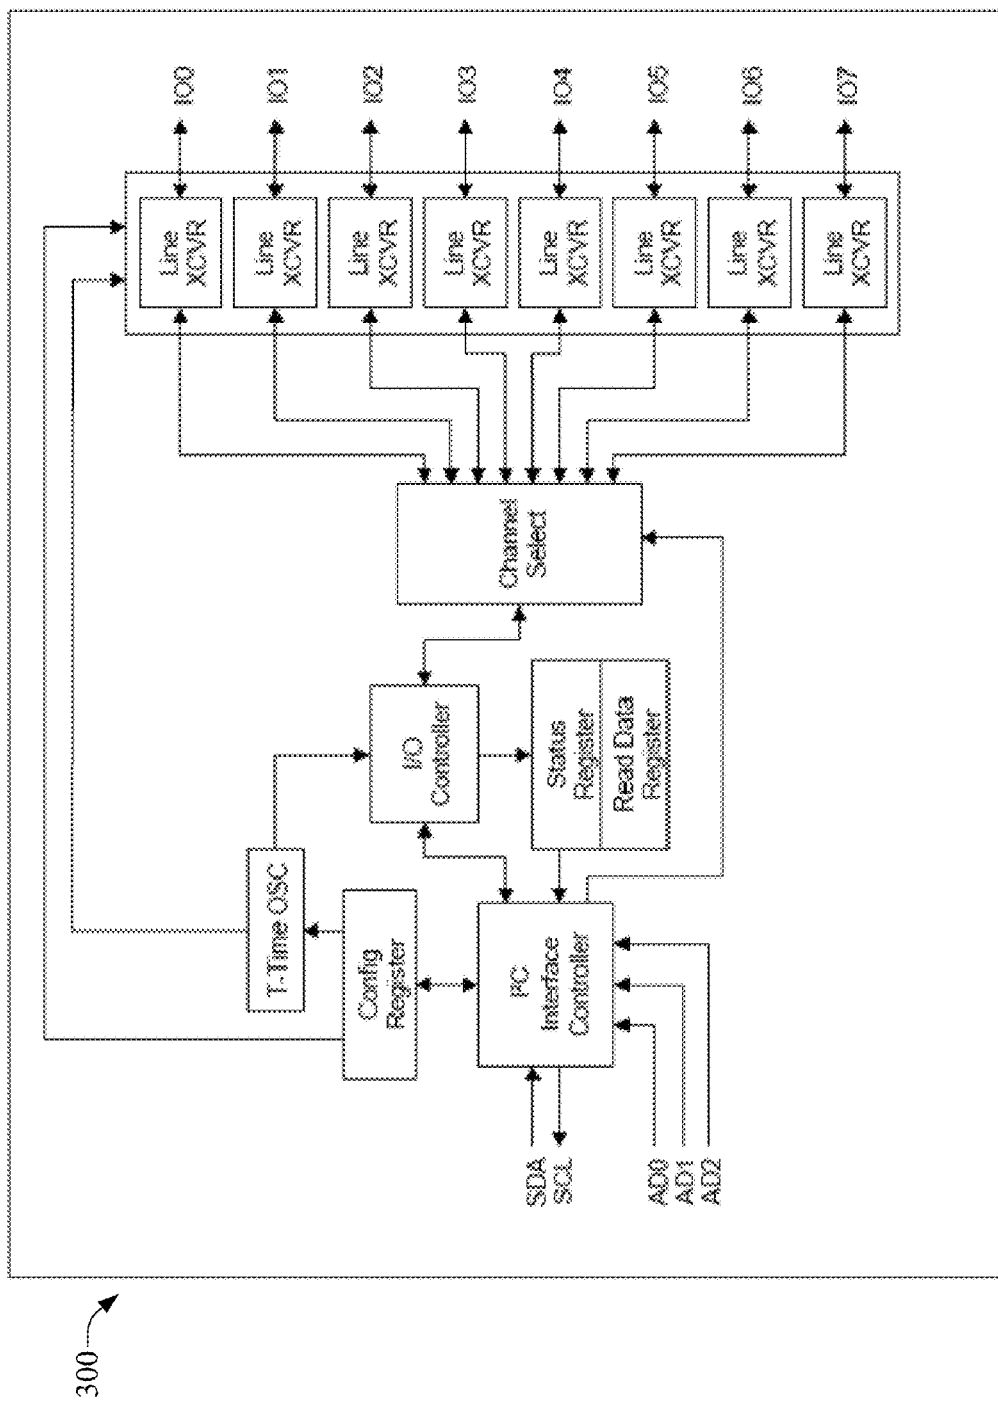 300
T-Time OSC
Config
Register
I²C
Interface
Controller
SDA
SCL
AD0
AD1
AD2
I/O
Controller
Status
Register
Read Data
Register
Channel
Select
Line
XCVR
IO0
Line
XCVR
IO1
Line
XCVR
IO2
Line
XCVR
IO3
Line
XCVR
IO4
Line
XCVR
IO5
Line
XCVR
IO6
Line
XCVR
IO7